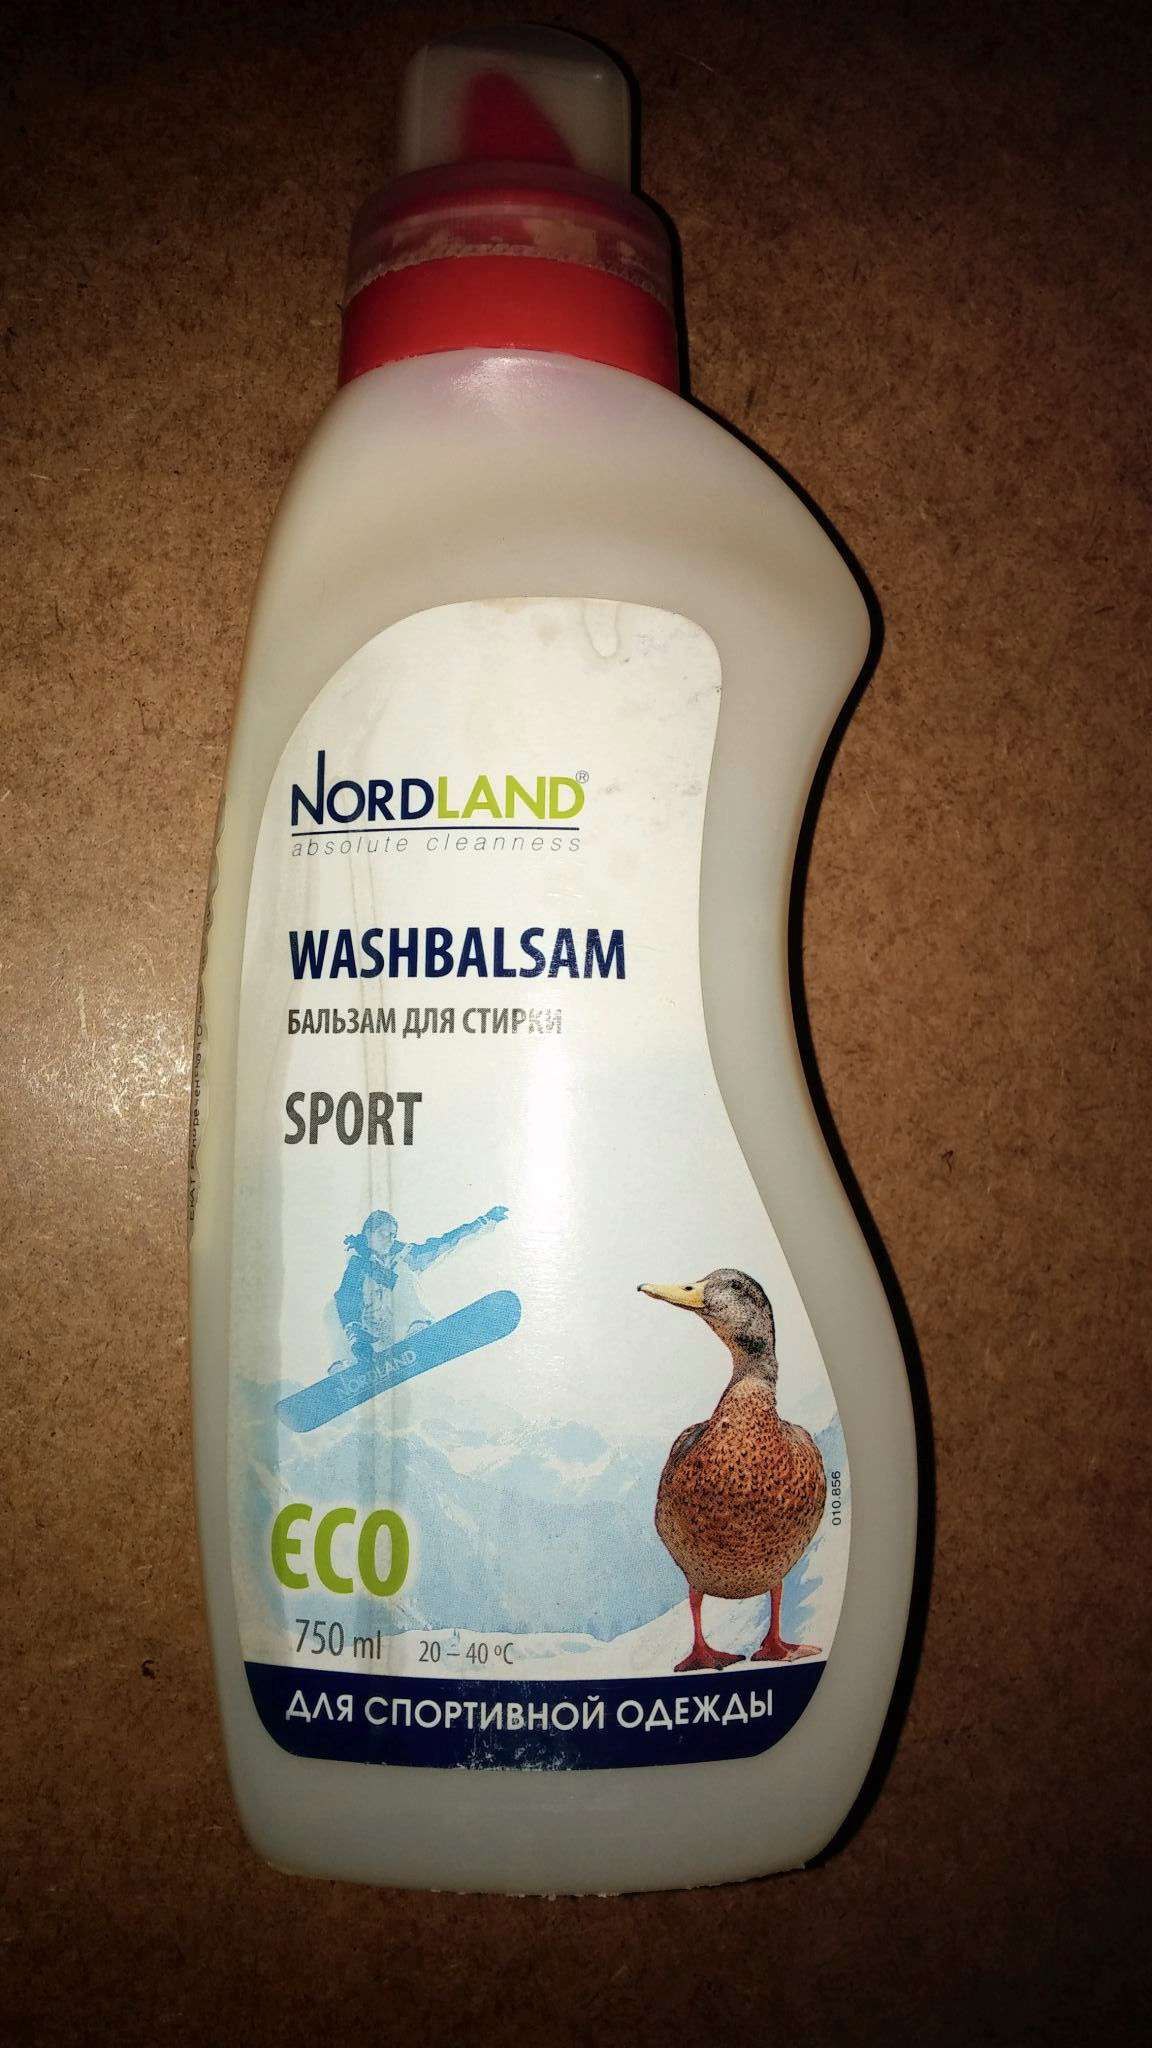 NORDLAND®
absolute cleanness
WASHBALSAM
БАЛЬЗАМ ДЛЯ СТИРКИ
SPORT
NORDLAND
ECO
010.856
750 ml 20 – 40 ºC
ДЛЯ СПОРТИВНОЙ ОДЕЖДЫ